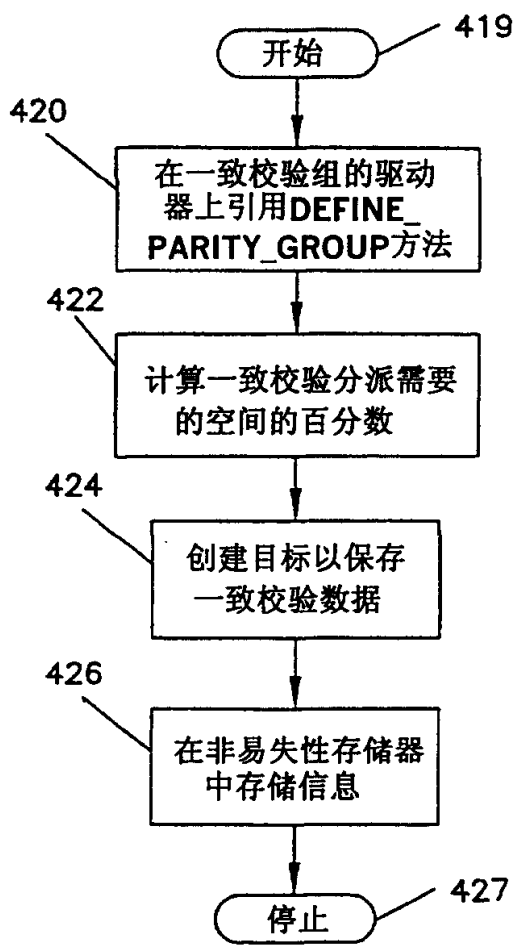 419
开始
420
在一致校验组的驱动
器上引用DEFINE_
PARITY_GROUP方法
422
计算一致校验分派需要
的空间的百分数
424
创建目标以保存
一致校验数据
426
在非易失性存储器
中存储信息
427
停止